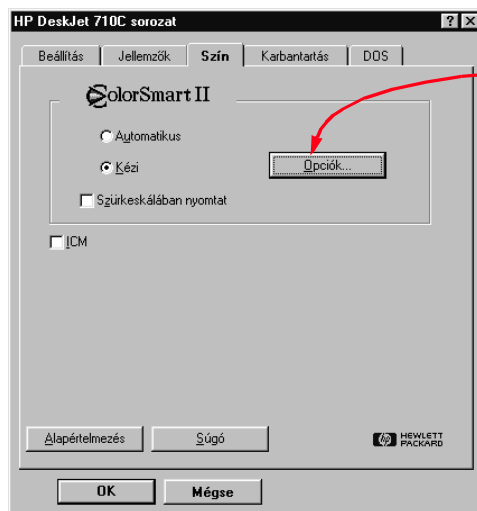 HP DeskJet 710C sorozat
Beállítás Jellemzők Szín Karbantartás DOS
ColorSmart II
Automatikus
Kézi Opciók...
Szürkeskálában nyomtat
ICM
Alapértelmezés Súgó hp HEWLETT
PACKARD
OK Mégse